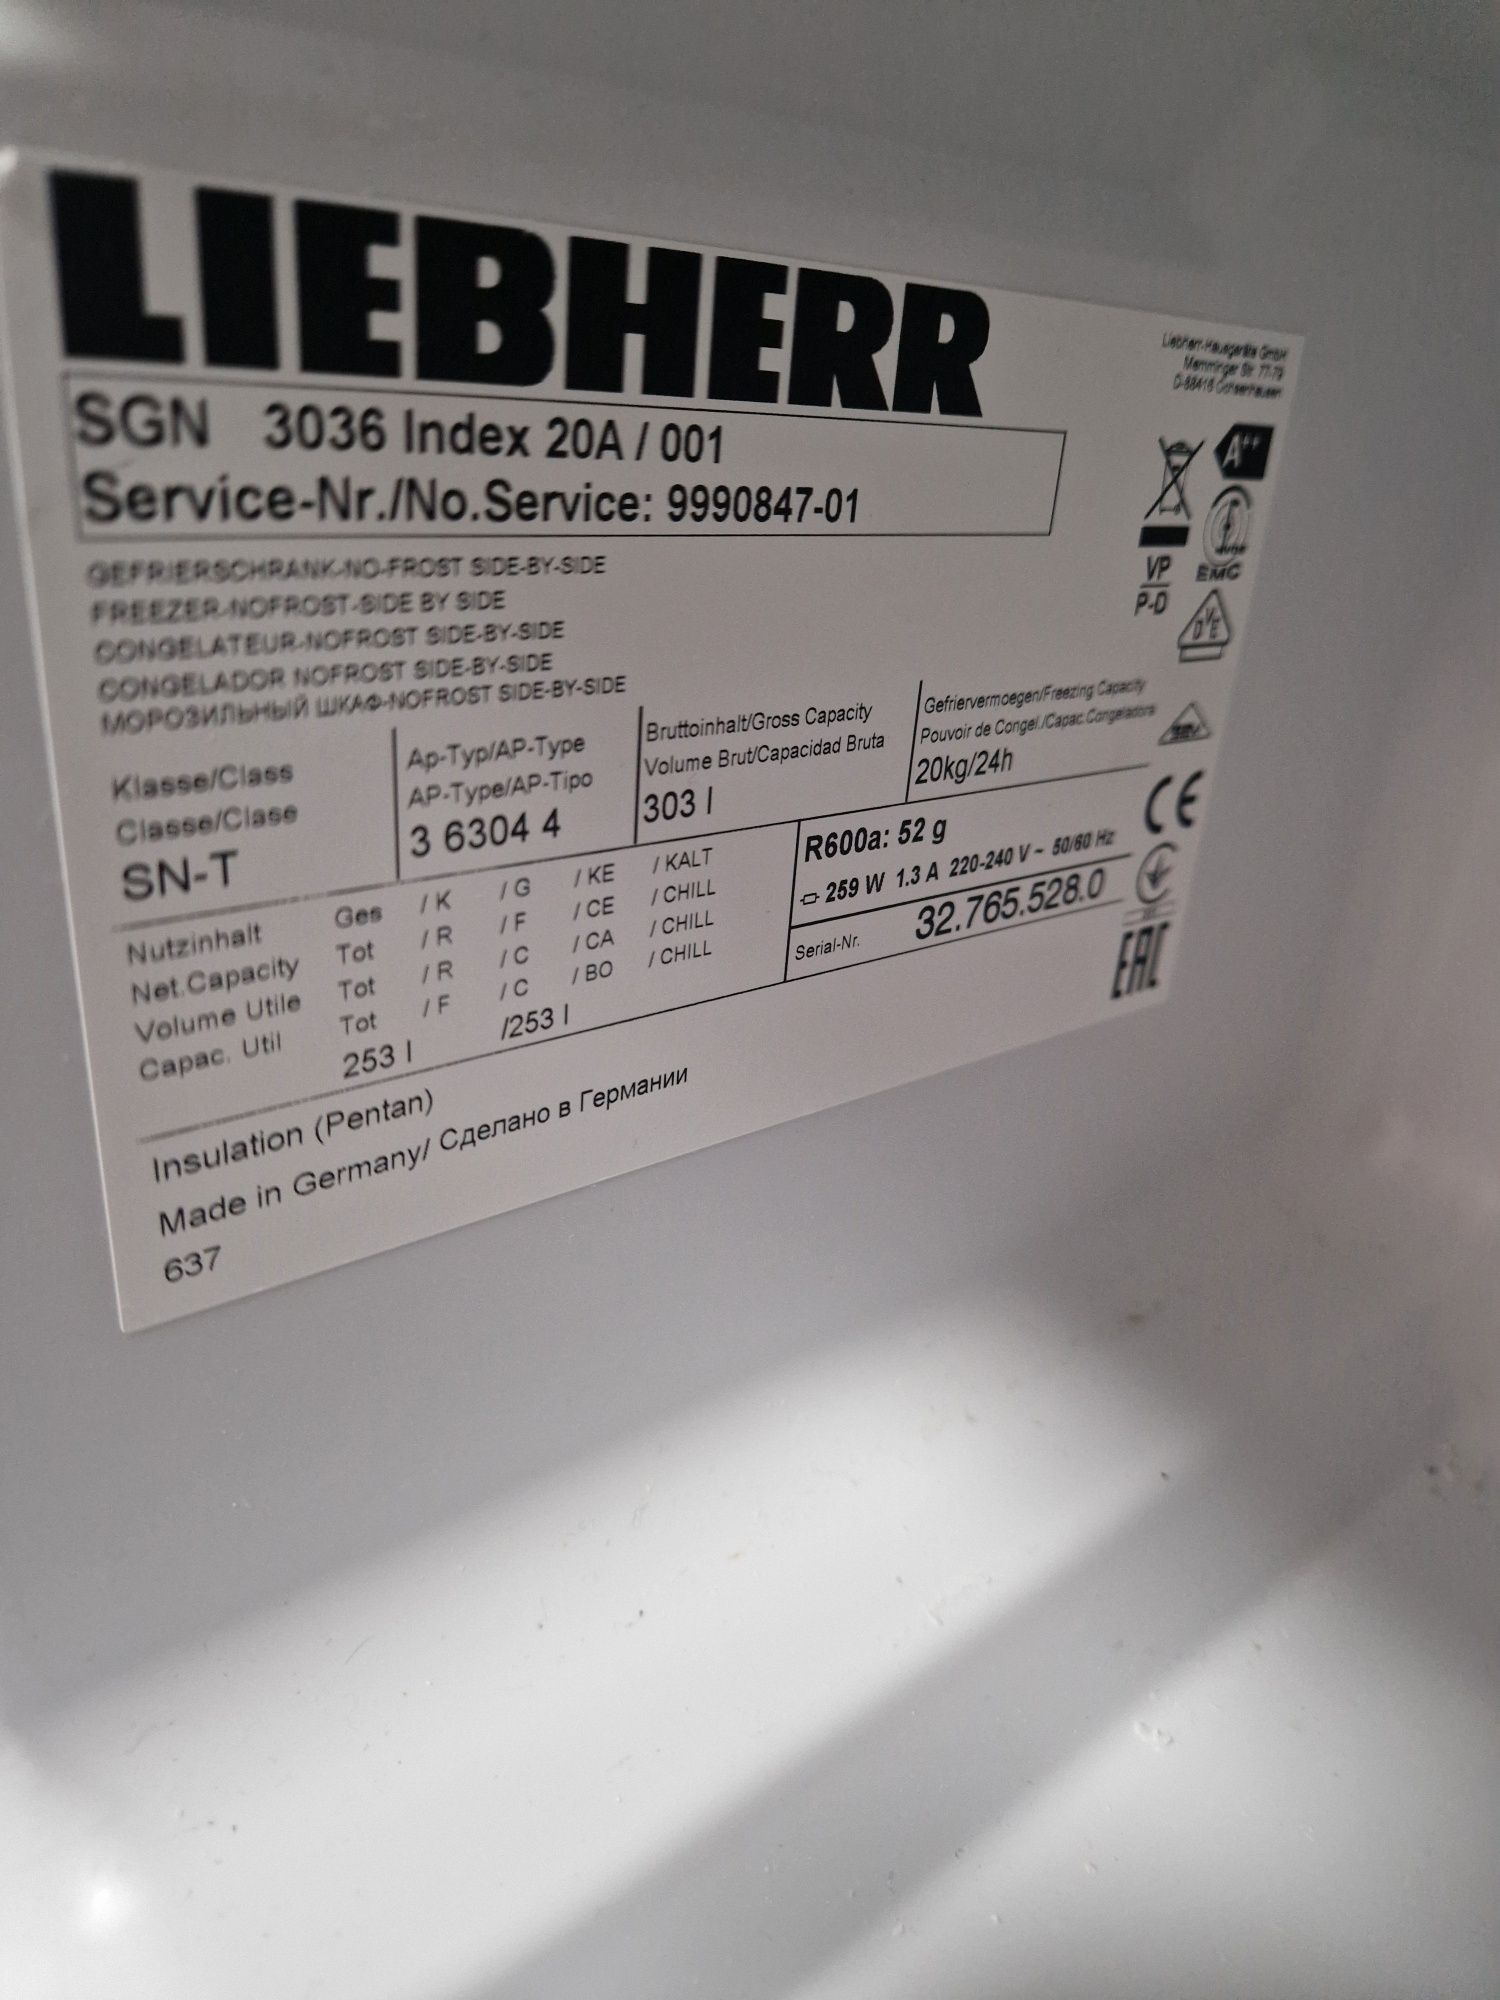 LIEBHERR
Liebherr-Hausgeräte GmbH
Memminger Str. 77-79
D-88416 Ochsenhausen
SGN 3036 Index 20A / 001
Service-Nr./No.Service: 9990847-01
A++
VP
P-D
EMC
DVE
GEFRIERSCHRANK-NO-FROST SIDE-BY-SIDE
FREEZER-NOFROST-SIDE BY SIDE
CONGELATEUR-NOFROST SIDE-BY-SIDE
CONGELADOR NOFROST SIDE-BY-SIDE
МОРОЗИЛЬНЫЙ ШКАФ-NOFROST SIDE-BY-SIDE
Klasse/Class
Classe/Clase
SN-T
Ap-Typ/AP-Type
AP-Type/AP-Tipo
3 6304 4
Bruttoinhalt/Gross Capacity
Volume Brut/Capacidad Bruta
303 l
Gefriervermoegen/Freezing Capacity
Pouvoir de Congel./Capac.Congeladora
20kg/24h
Nutzinhalt Ges / K / G / KE / KALT
Net.Capacity Tot / R / F / CE / CHILL
Volume Utile Tot / R / C / CA / CHILL
Capac. Util Tot / F / C / BO / CHILL
253 l /253 l
R600a: 52 g
259 W 1.3 A 220-240 V ~ 50/60 Hz
Serial-Nr. 32.765.528.0
CE
EAC
Insulation (Pentan)
Made in Germany/ Сделано в Германии
637